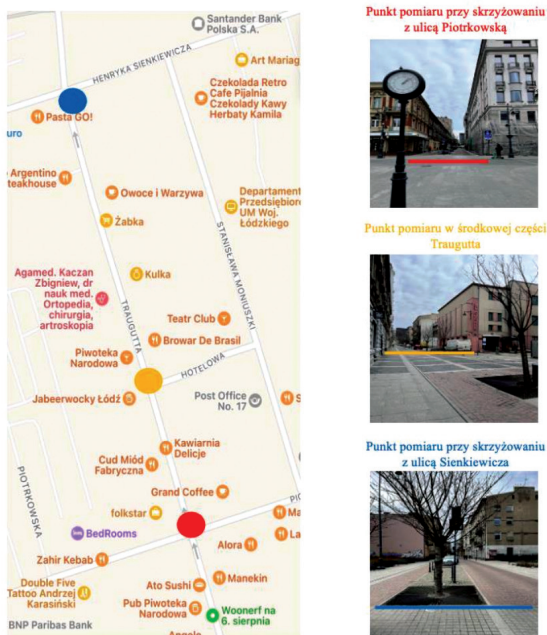 Santander Bank
Polska S.A.
Art Mariag
HENRYKA SIENKIEWICZA
Czekolada Retro
Cafe Pijalnia
Czekolady Kawy
Herbaty Kamila
Pasta GO!
uro
Argentino
teakhouse
Owoce i Warzywa
Departament
Przedsiębior
UM Woj.
Łódzkiego
Żabka
STANISŁAWA MONIUSZKI
Kulka
Agamed. Kaczan
Zbigniew, dr
nauk med.
Ortopedia,
chirurgia,
artroskopia
TRAUGUTTA
Teatr Club
Browar De Brasil
Piwoteka
Narodowa
HOTELOWA
Jabeerwocky Łódź
Post Office
No. 17
S
Kawiarnia
Delicje
Cud Miód
Fabryczna
PIOTRKOWSKA
Grand Coffee
PIO
folkstar
Ma
BedRooms
La
Alora
Zahir Kebab
Manekin
Double Five
Tattoo Andrzej
Karasiński
Ato Sushi
Pub Piwoteka
Narodowa
Woonerf na
6. sierpnia
BNP Paribas Bank
Angelo
Punkt pomiaru przy skrzyżowaniu
z ulicą Piotrkowską
Punkt pomiaru w środkowej części
Traugutta
Punkt pomiaru przy skrzyżowaniu
z ulicą Sienkiewicza